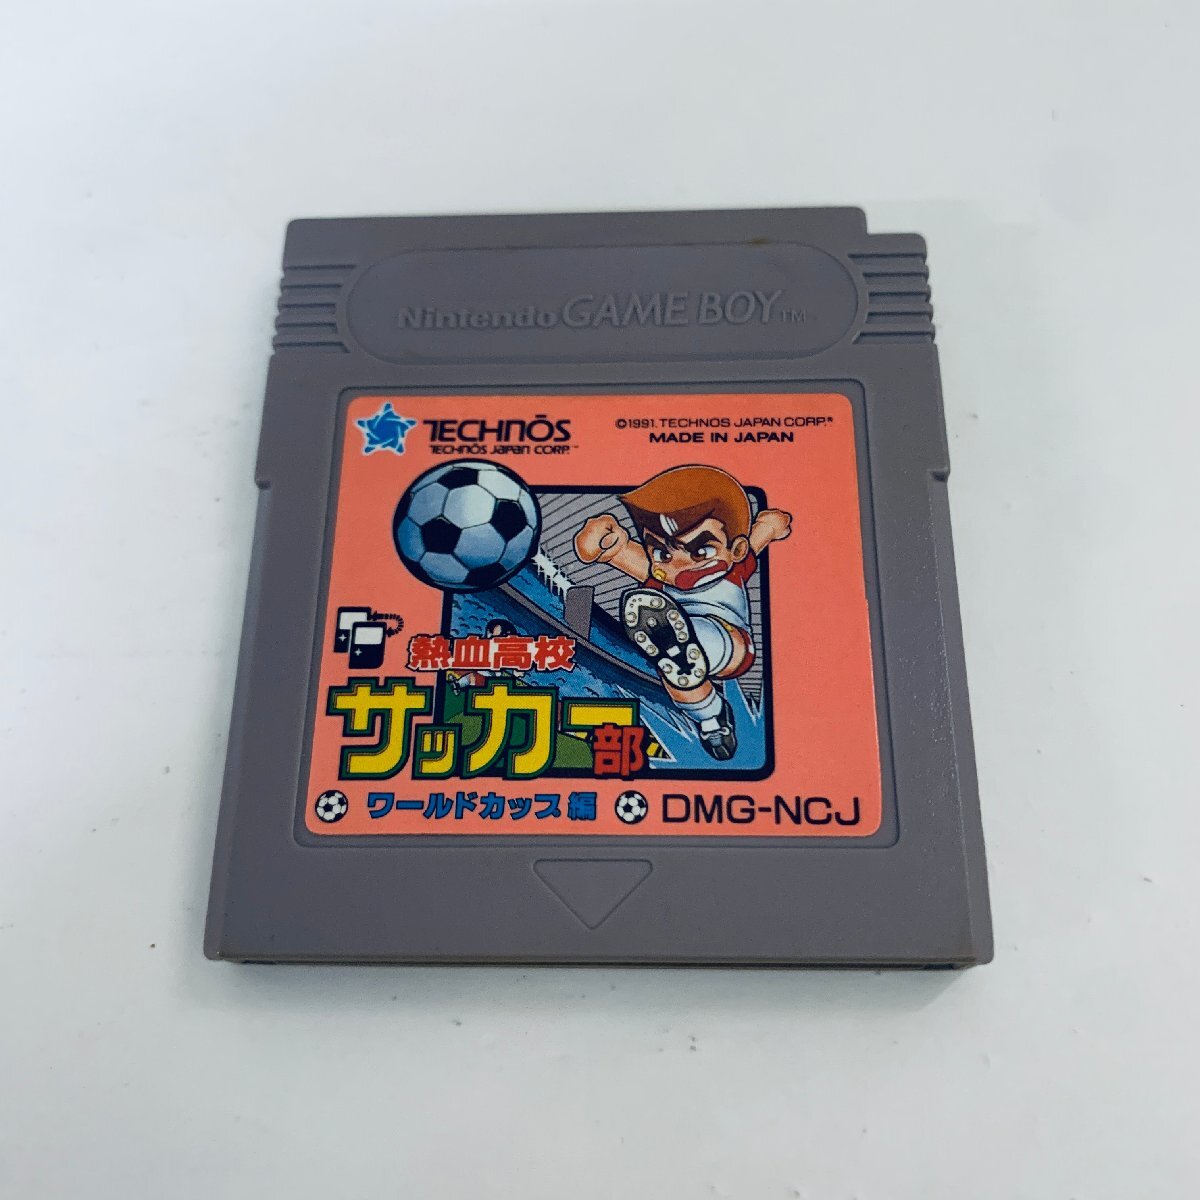 Nintendo GAME BOY TM
TECHNŌS
TECHNŌS JAPAN CORP.™
©1991 TECHNOS JAPAN CORP.®
MADE IN JAPAN
熱血高校
サッカー部
ワールドカップ編
DMG-NCJ